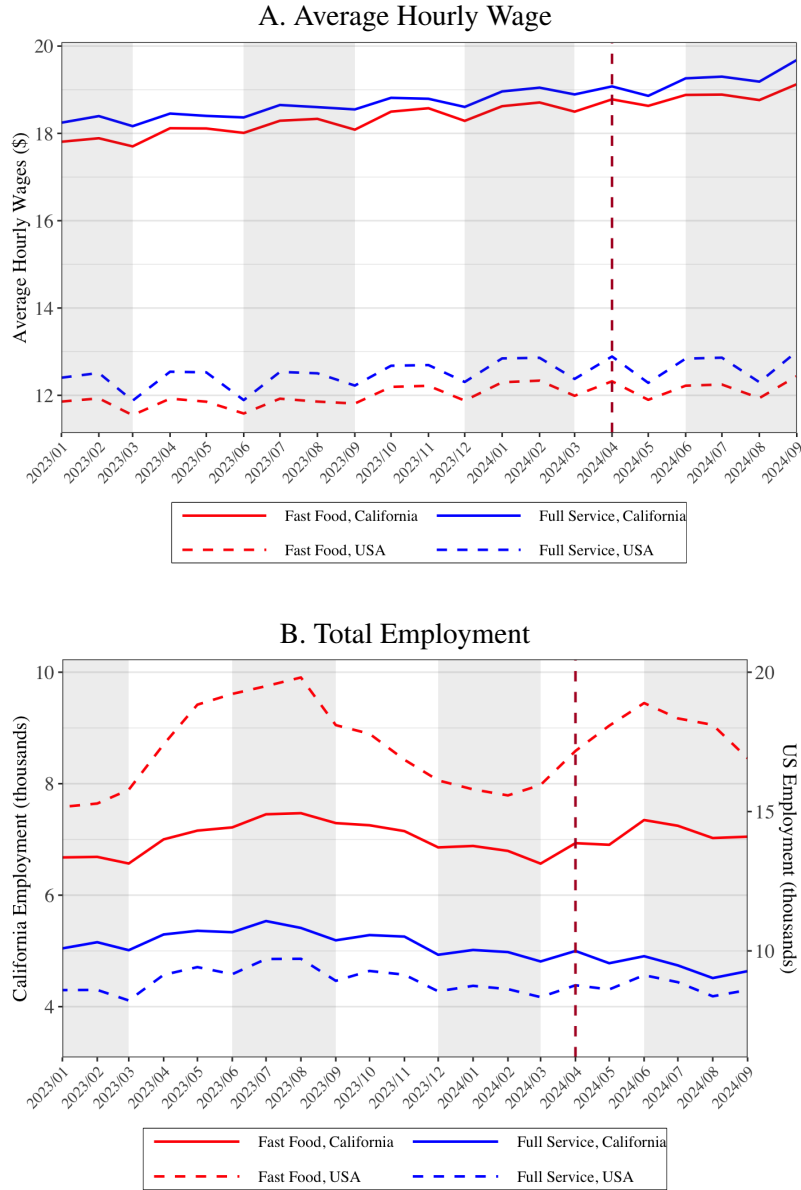 A. Average Hourly Wage
Average Hourly Wages ($)
20
18
16
14
12
2023/01 2023/02 2023/03 2023/04 2023/05 2023/06 2023/07 2023/08 2023/09 2023/10 2023/11 2023/12 2024/01 2024/02 2024/03 2024/04 2024/05 2024/06 2024/07 2024/08 2024/09
Fast Food, California Full Service, California
Fast Food, USA Full Service, USA
B. Total Employment
California Employment (thousands)
10
8
6
4
20
15
10
US Employment (thousands)
2023/01 2023/02 2023/03 2023/04 2023/05 2023/06 2023/07 2023/08 2023/09 2023/10 2023/11 2023/12 2024/01 2024/02 2024/03 2024/04 2024/05 2024/06 2024/07 2024/08 2024/09
Fast Food, California Full Service, California
Fast Food, USA Full Service, USA